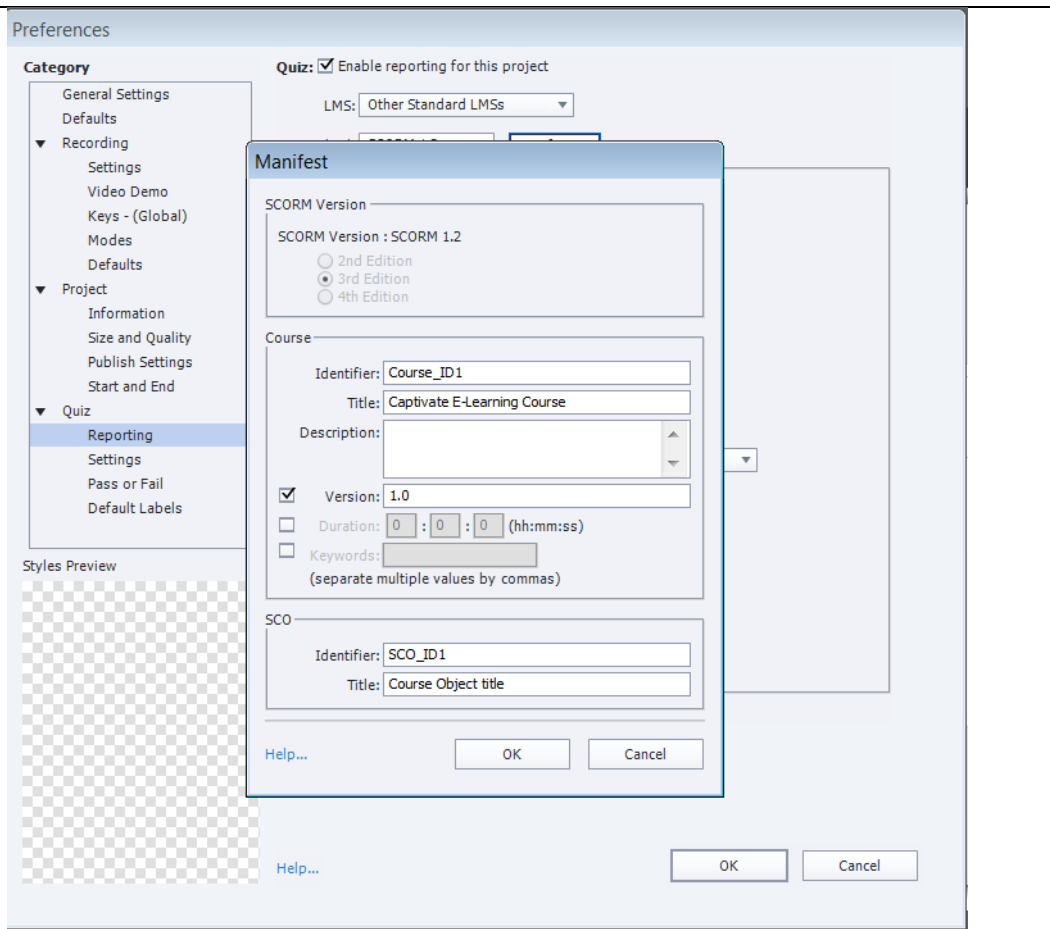 Preferences
Category
General Settings
Defaults
Recording
Settings
Video Demo
Keys - (Global)
Modes
Defaults
Project
Information
Size and Quality
Publish Settings
Start and End
Quiz
Reporting
Settings
Pass or Fail
Default Labels
Styles Preview
Quiz: Enable reporting for this project
LMS: Other Standard LMSs
Manifest
SCORM Version
SCORM Version : SCORM 1.2
2nd Edition
3rd Edition
4th Edition
Course
Identifier: Course_ID1
Title: Captivate E-Learning Course
Description:
Version: 1.0
Duration: 0 : 0 : 0 (hh:mm:ss)
Keywords:
(separate multiple values by commas)
SCO
Identifier: SCO_ID1
Title: Course Object title
Help... OK Cancel
Help... OK Cancel